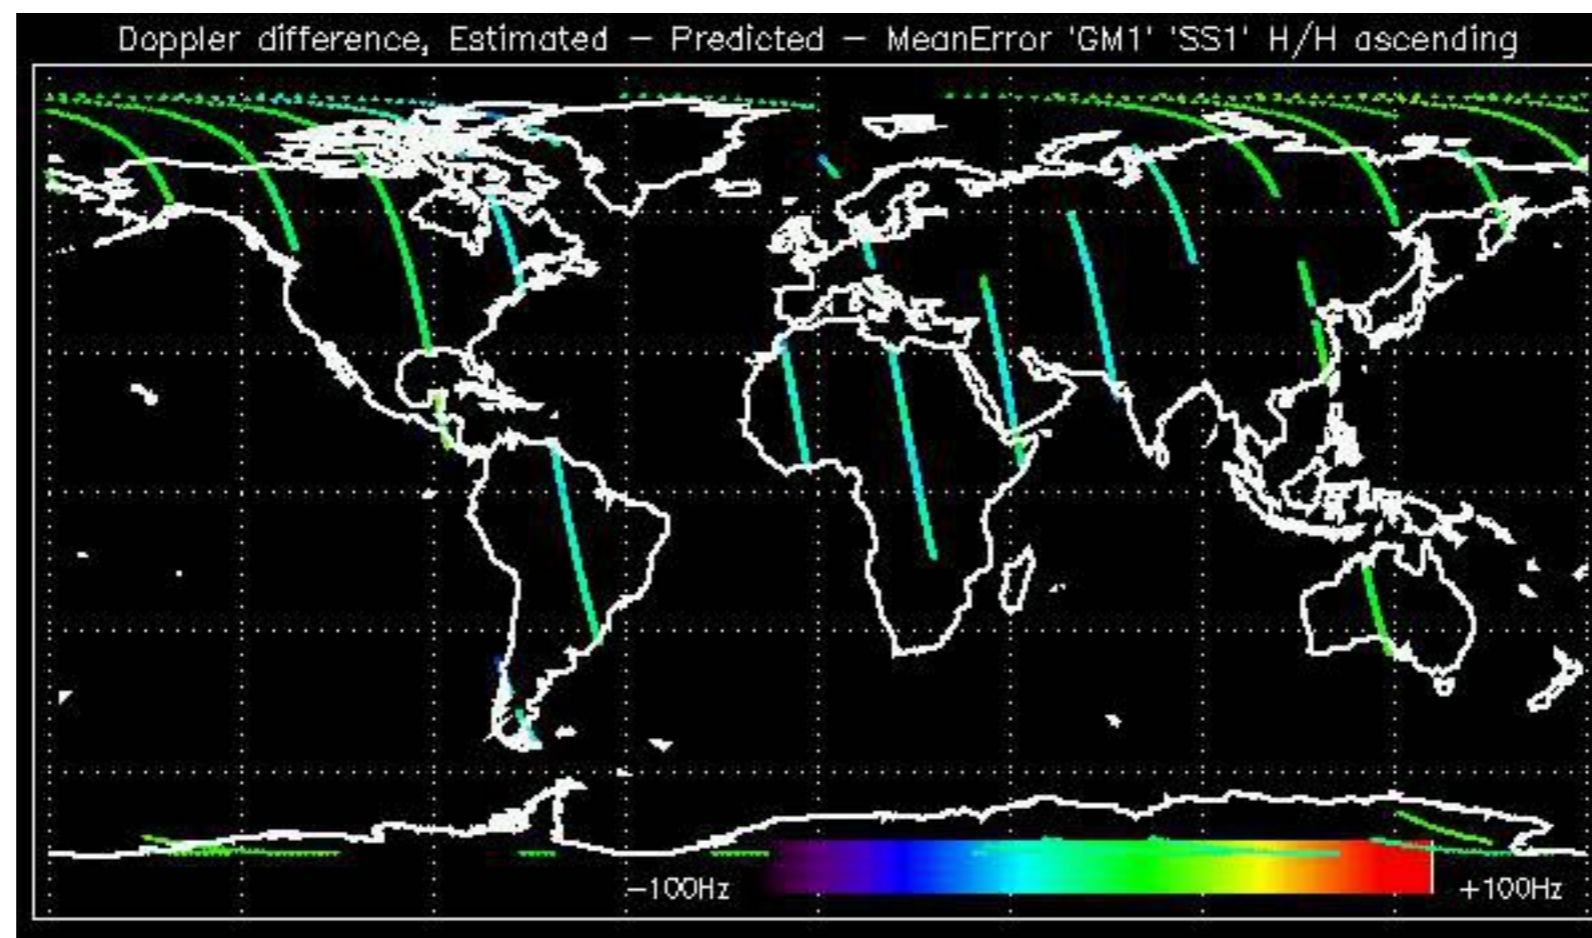 Doppler difference, Estimated – Predicted – MeanError 'GM1' 'SS1' H/H ascending
–100Hz
+100Hz